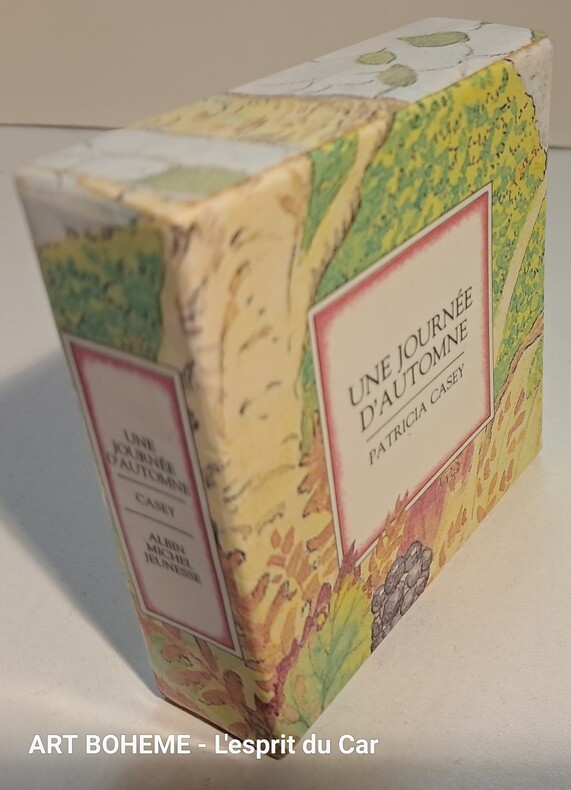 UNE JOURNÉE
D'AUTOMNE
PATRICIA CASEY
UNE
JOURNÉE
D'AUTOMNE
CASEY
ALBIN
MICHEL
JEUNESSE
ART BOHEME - L'esprit du Car